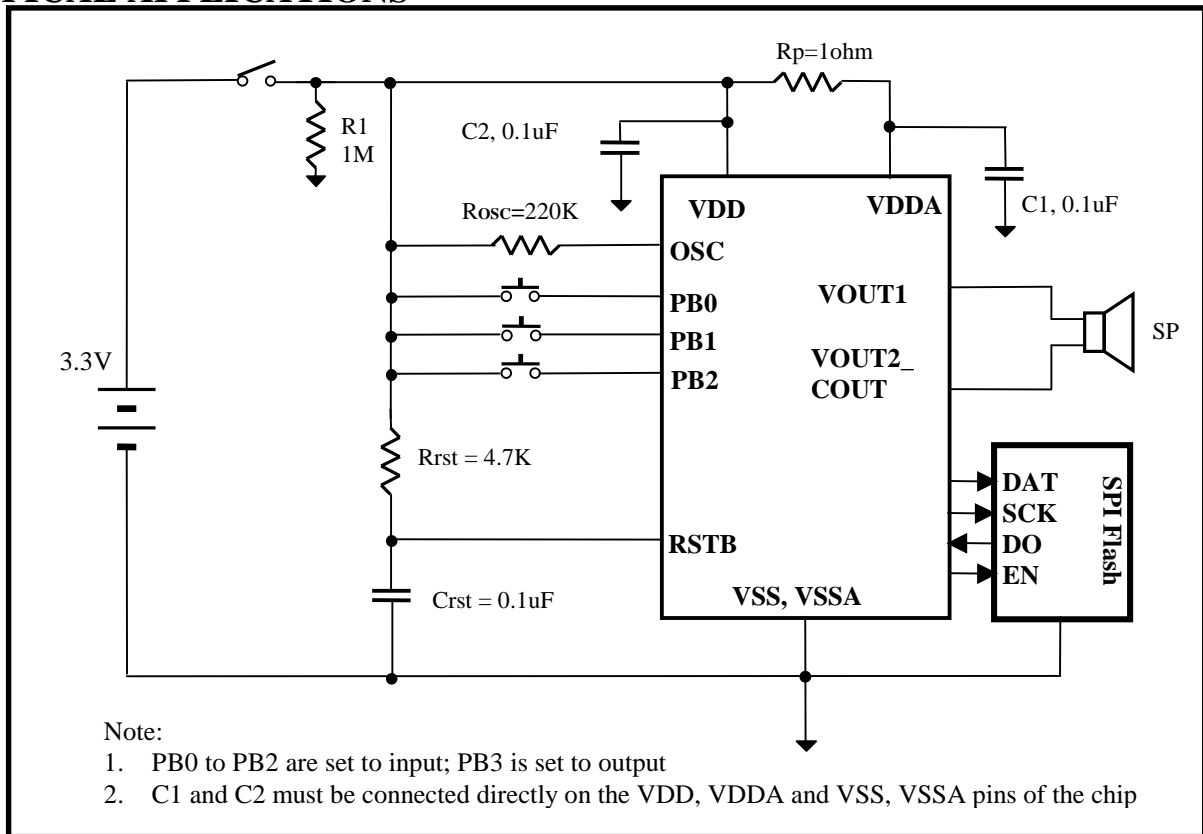 Rp=1ohm
R1
1M
C2, 0.1uF
C1, 0.1uF
VDD
VDDA
Rosc=220K
OSC
PB0
PB1
PB2
VOUT1
VOUT2_
COUT
SP
3.3V
Rrst = 4.7K
RSTB
Crst = 0.1uF
VSS, VSSA
DAT
SCK
DO
EN
SPI Flash
Note:
1. PB0 to PB2 are set to input; PB3 is set to output
2. C1 and C2 must be connected directly on the VDD, VDDA and VSS, VSSA pins of the chip